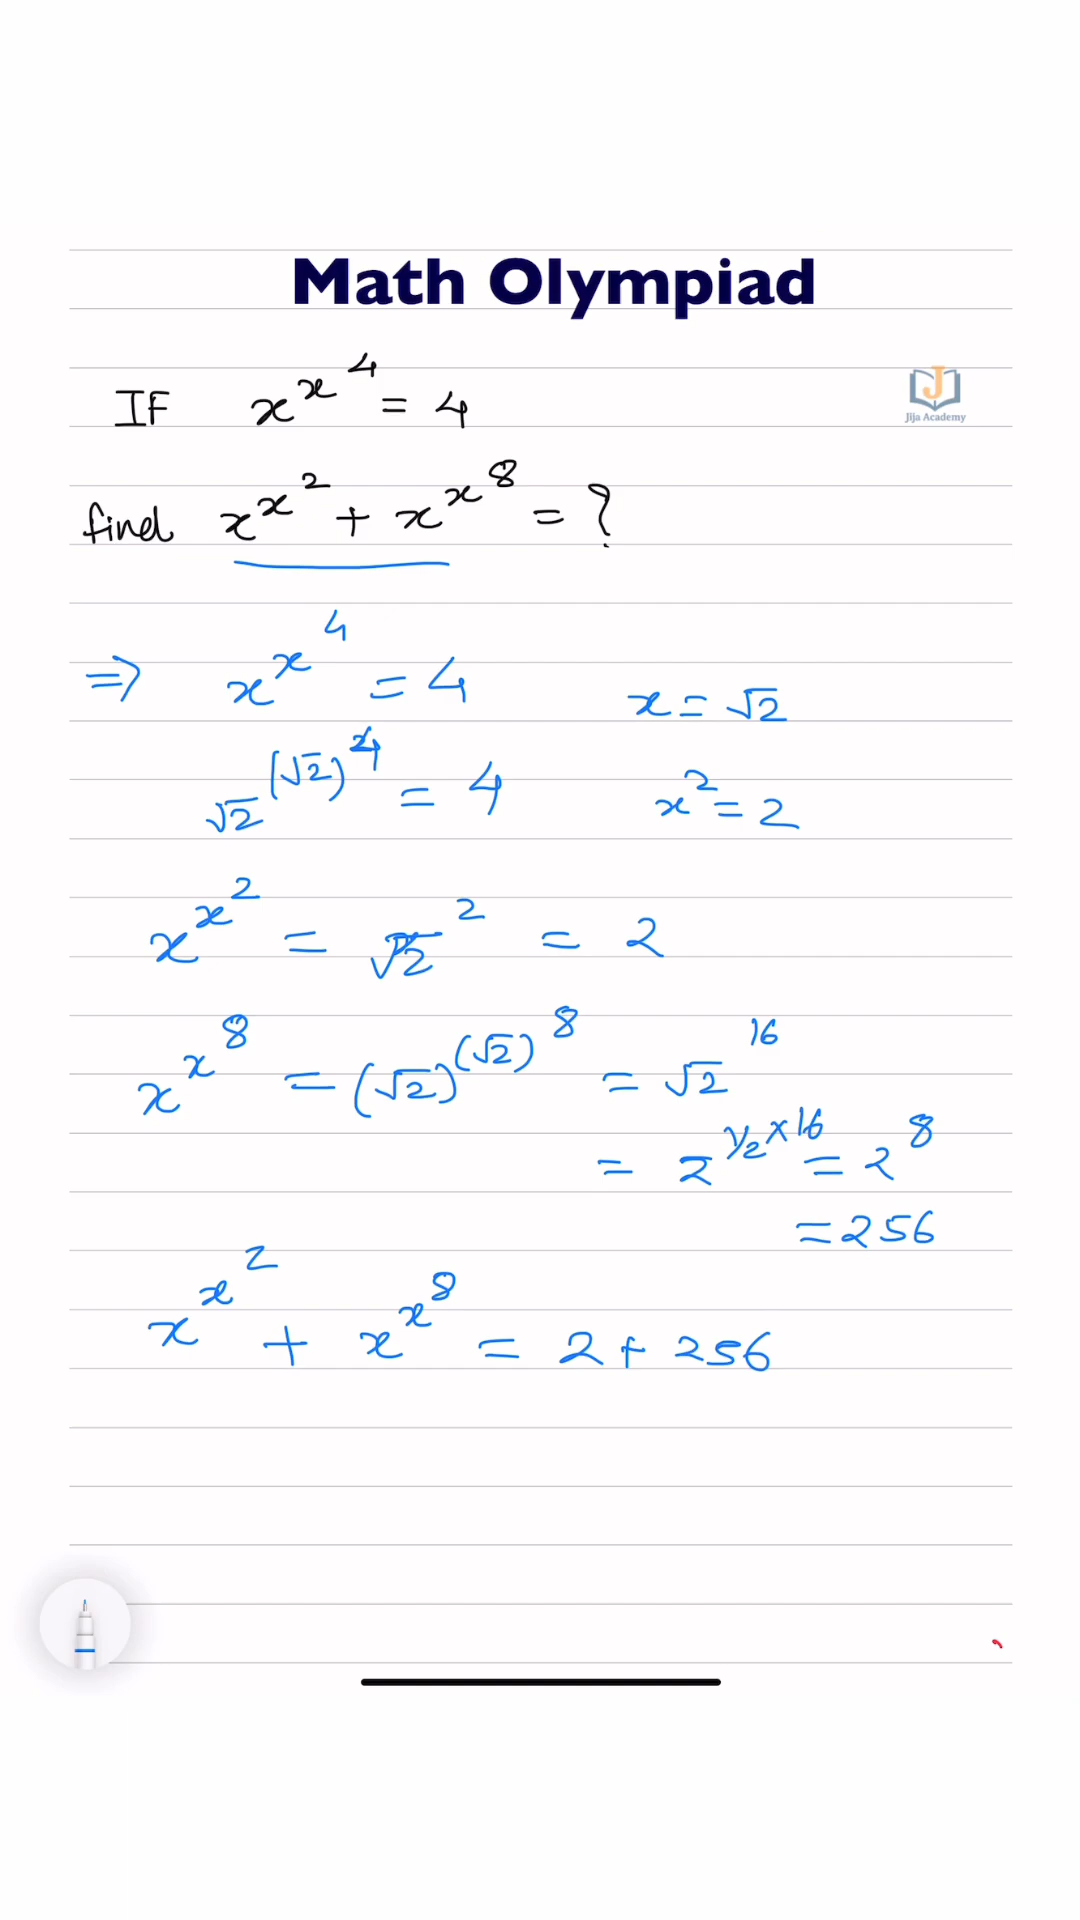 Math Olympiad
IF x^x^4 = 4
J
Jija Academy
find x^x^2 + x^x^8 = ?
⇒ x^x^4 = 4
x = √2
√2^(√2)^4 = 4
x^2 = 2
x^x^2 = √2^2 = 2
x^x^8 = (√2)^(√2)^8 = √2^16
= 2^1/2×16 = 2^8
= 256
x^x^2 + x^x^8 = 2 + 256